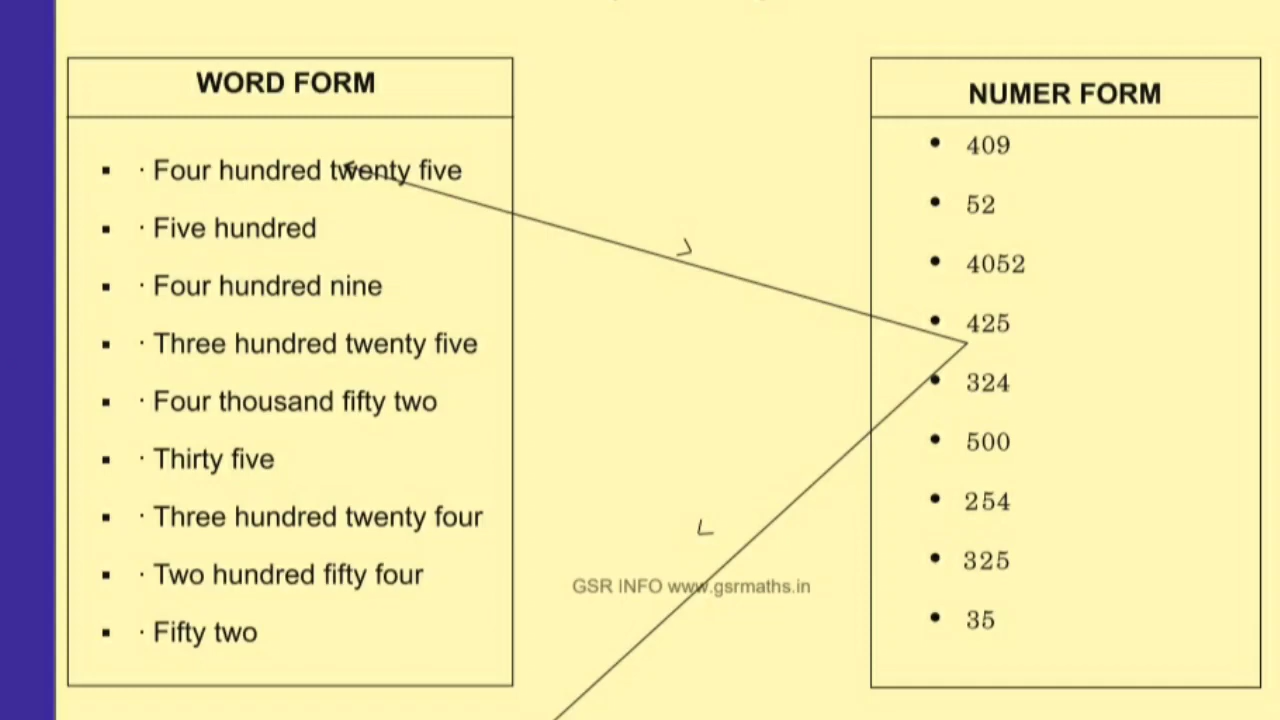 WORD FORM
· Four hundred twenty five
· Five hundred
· Four hundred nine
· Three hundred twenty five
· Four thousand fifty two
· Thirty five
· Three hundred twenty four
· Two hundred fifty four
· Fifty two
GSR INFO www.gsrmaths.in
NUMER FORM
409
52
4052
425
324
500
254
325
35